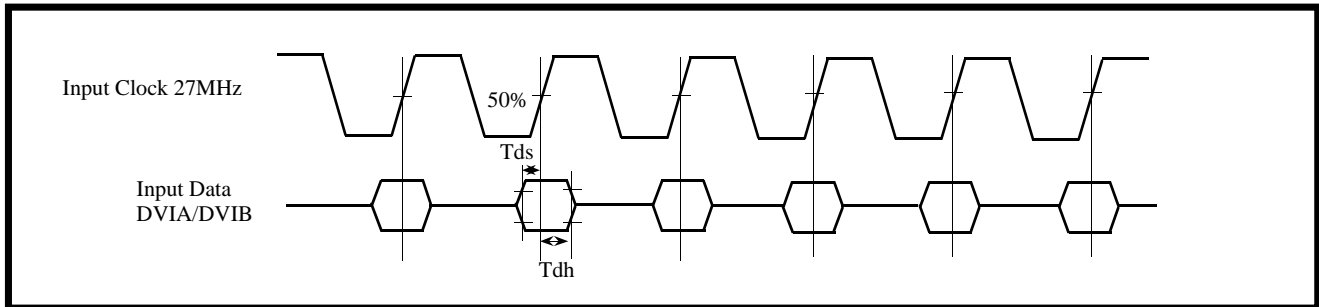 Input Clock 27MHz
50%
Tds
Input Data
DVIA/DVIB
Tdh